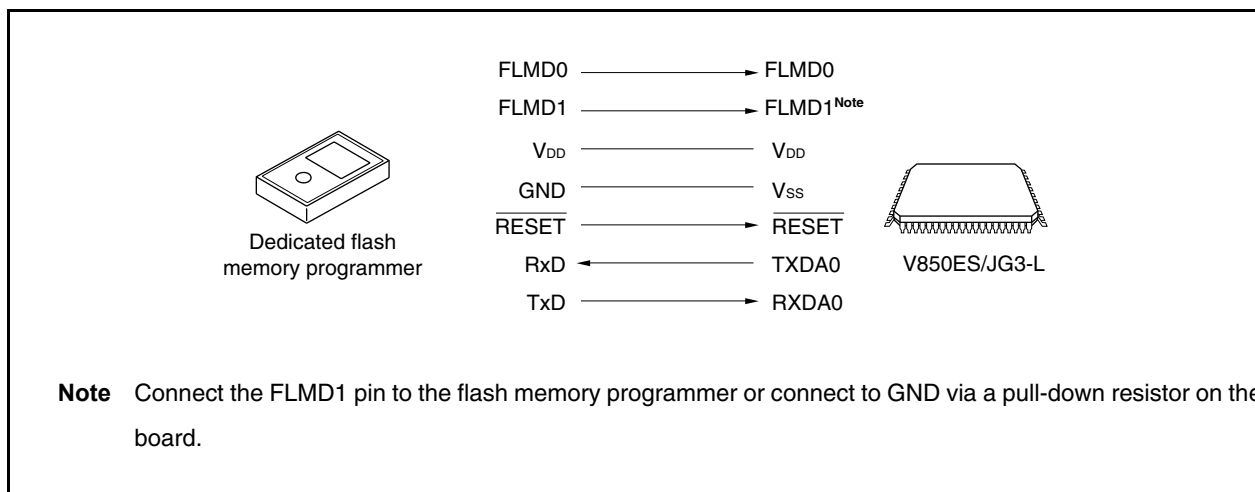 FLMD0 FLMD0
FLMD1 FLMD1Note
VDD VDD
GND VSS
RESET RESET
RxD TXDA0
TxD RXDA0
Dedicated flash
memory programmer
V850ES/JG3-L
Note Connect the FLMD1 pin to the flash memory programmer or connect to GND via a pull-down resistor on the
board.